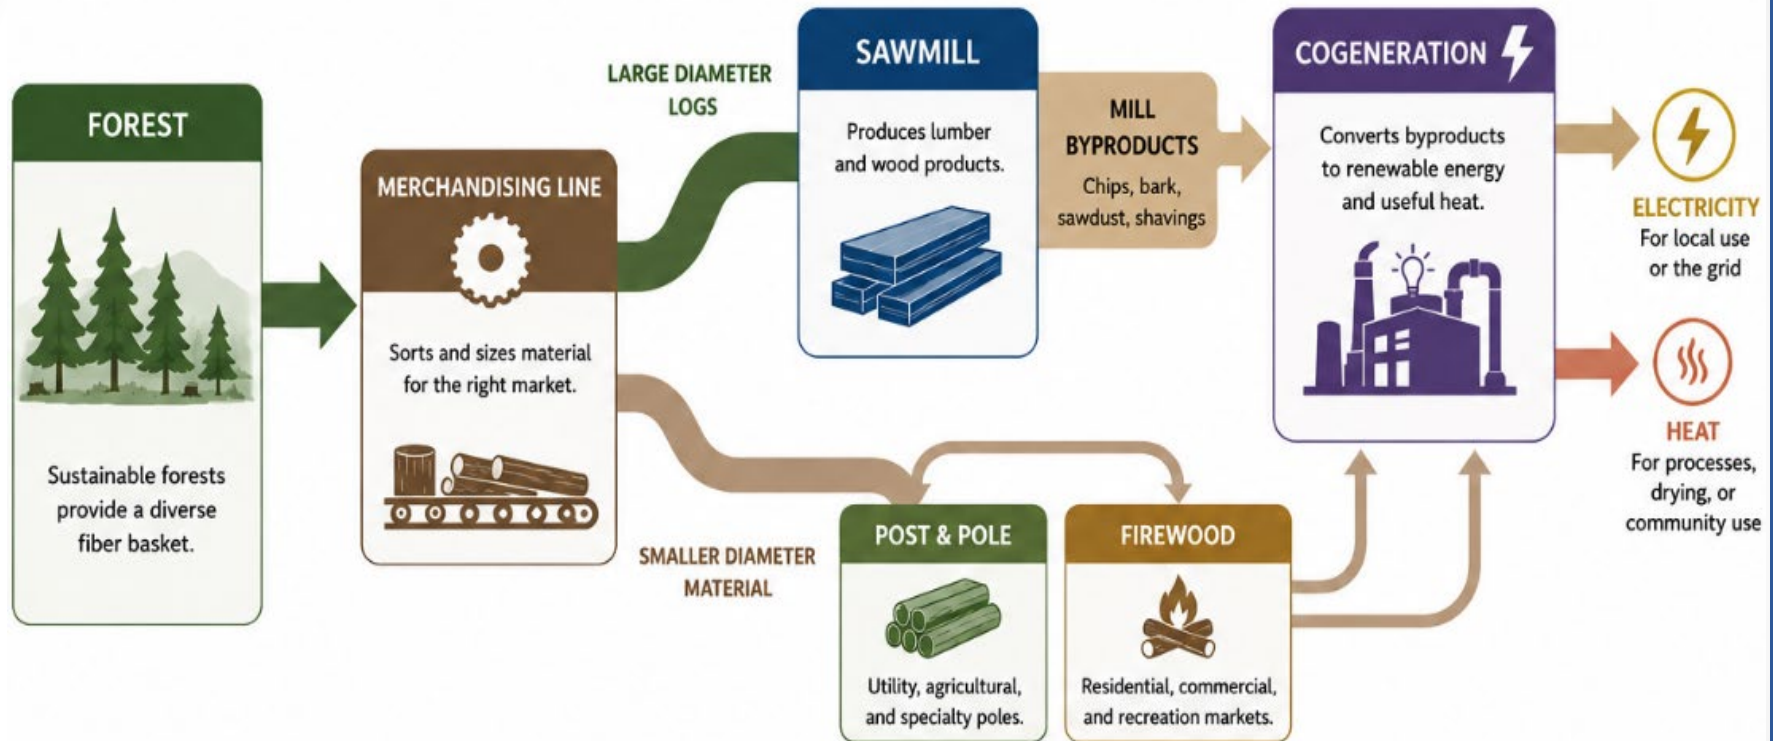 FOREST
Sustainable forests
provide a diverse
fiber basket.
MERCHANDISING LINE
Sorts and sizes material
for the right market.
LARGE DIAMETER
LOGS
SMALLER DIAMETER
MATERIAL
SAWMILL
Produces lumber
and wood products.
MILL
BYPRODUCTS
Chips, bark,
sawdust, shavings
POST & POLE
Utility, agricultural,
and specialty poles.
FIREWOOD
Residential, commercial,
and recreation markets.
COGENERATION
Converts byproducts
to renewable energy
and useful heat.
ELECTRICITY
For local use
or the grid
HEAT
For processes,
drying, or
community use